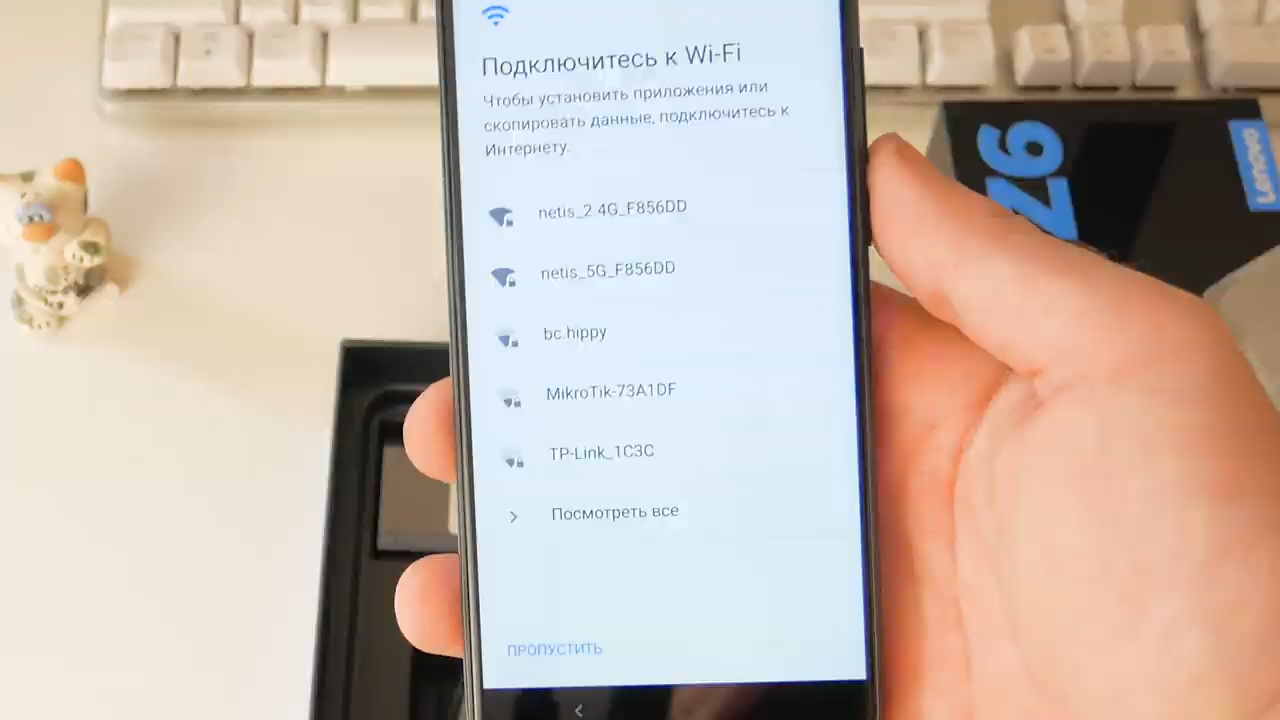 Подключитесь к Wi-Fi
Чтобы установить приложения или
скопировать данные, подключитесь к
Интернету.
netis_2.4G_F856DD
netis_5G_F856DD
bc.hippy
MikroTik-73A1DF
TP-Link_1C3C
Посмотреть все
ПРОПУСТИТЬ
Z6
Lenovo